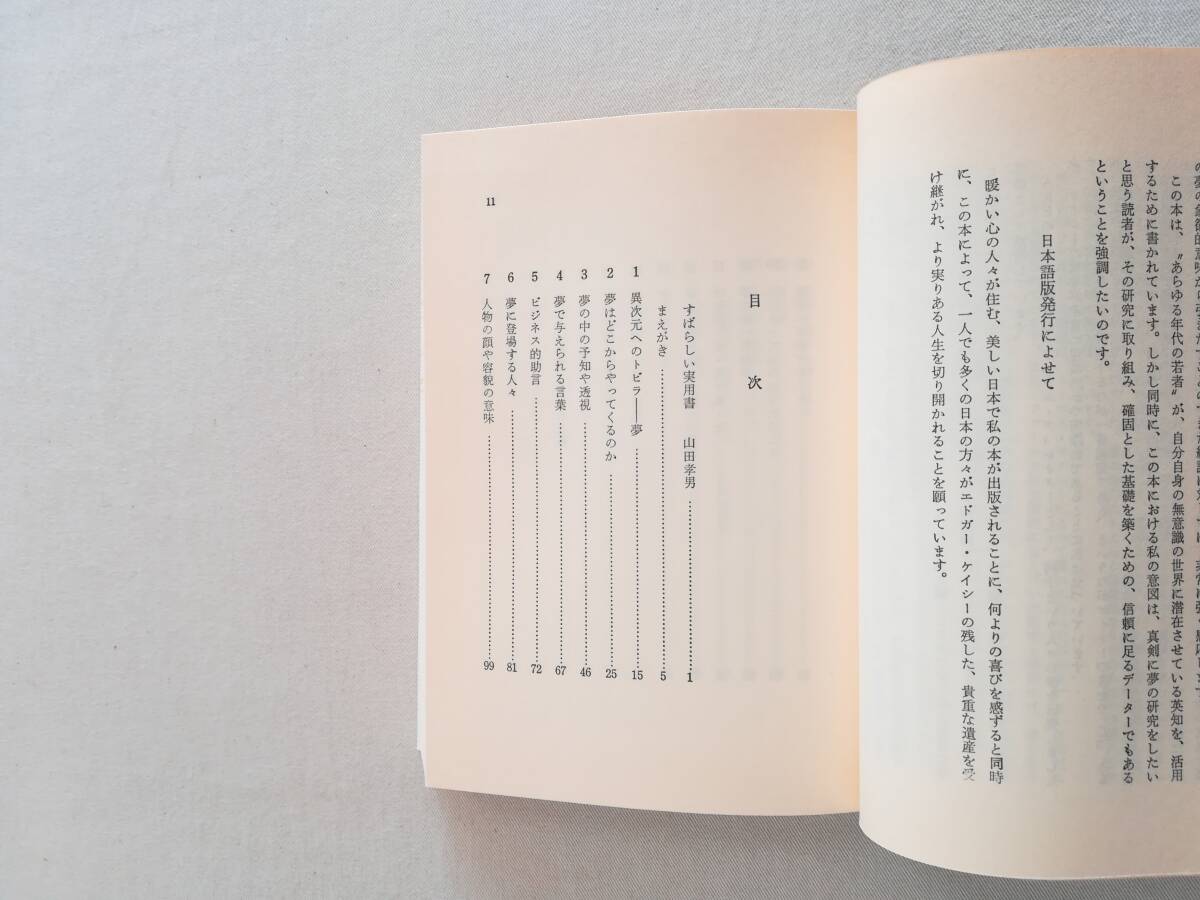 この本は、〝あらゆる年代の若者〟が、自分自身の無意識の世界に潜在させている英知を、活用
するために書かれています。しかし同時に、この本における私の意図は、真剣に夢の研究をしたい
と思う読者が、その研究に取り組み、確固とした基礎を築くための、信頼に足るデーターでもある
ということを強調したいのです。
日本語版発行によせて
暖かい心の人々が住む、美しい日本で私の本が出版されることに、何よりの喜びを感ずると同時
に、この本によって、一人でも多くの日本の方々がエドガー・ケイシーの残した、貴重な遺産を受
け継がれ、より実りある人生を切り開かれることを願っています。
目次
すばらしい実用書 山田孝男 1
まえがき 5
1 異次元へのトビラ――夢 15
2 夢はどこからやってくるのか 25
3 夢の中の予知や透視 46
4 夢で与えられる言葉 67
5 ビジネス的助言 72
6 夢に登場する人々 81
7 人物の顔や容貌の意味 99
11